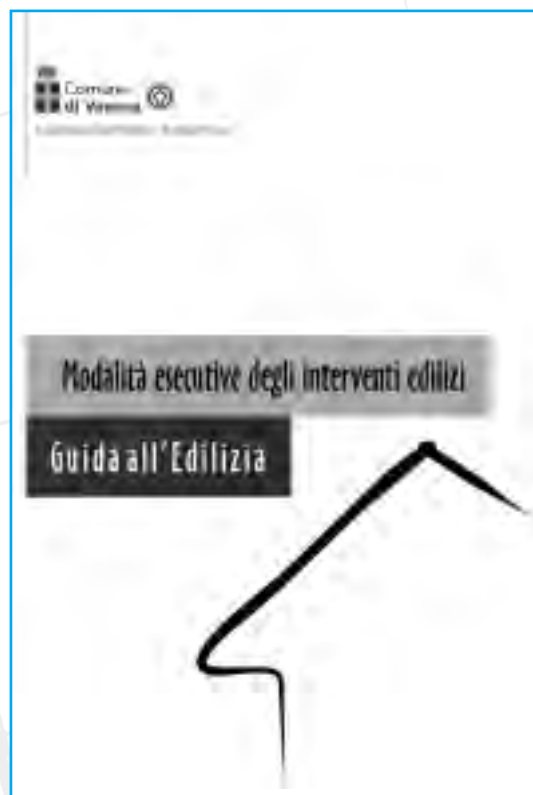 Comune
di Verona
Modalità esecutive degli interventi edilizi
Guida all'Edilizia